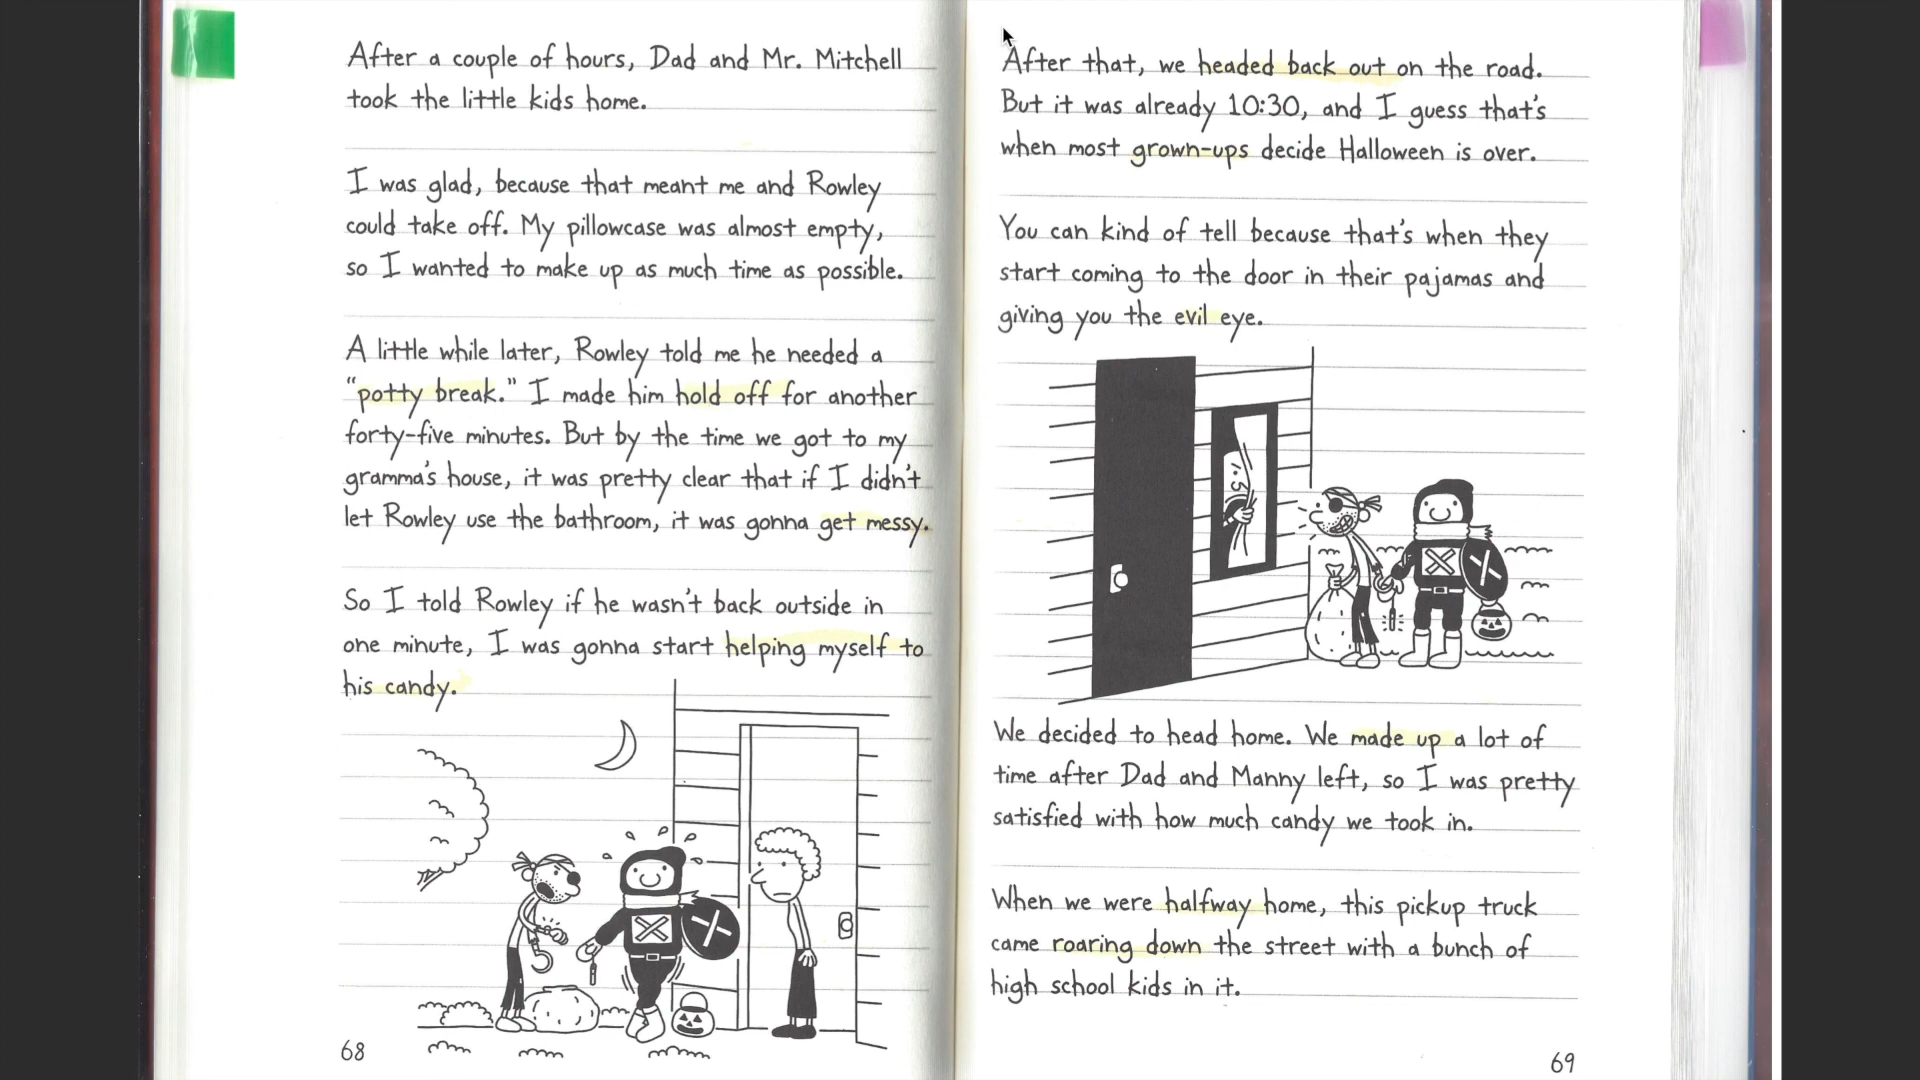 After a couple of hours, Dad and Mr. Mitchell
took the little kids home.
I was glad, because that meant me and Rowley
could take off. My pillowcase was almost empty,
so I wanted to make up as much time as possible.
A little while later, Rowley told me he needed a
"potty break." I made him hold off for another
forty-five minutes. But by the time we got to my
gramma's house, it was pretty clear that if I didn't
let Rowley use the bathroom, it was gonna get messy.
So I told Rowley if he wasn't back outside in
one minute, I was gonna start helping myself to
his candy.
68
After that, we headed back out on the road.
But it was already 10:30, and I guess that's
when most grown-ups decide Halloween is over.
You can kind of tell because that's when they
start coming to the door in their pajamas and
giving you the evil eye.
We decided to head home. We made up a lot of
time after Dad and Manny left, so I was pretty
satisfied with how much candy we took in.
When we were halfway home, this pickup truck
came roaring down the street with a bunch of
high school kids in it.
69